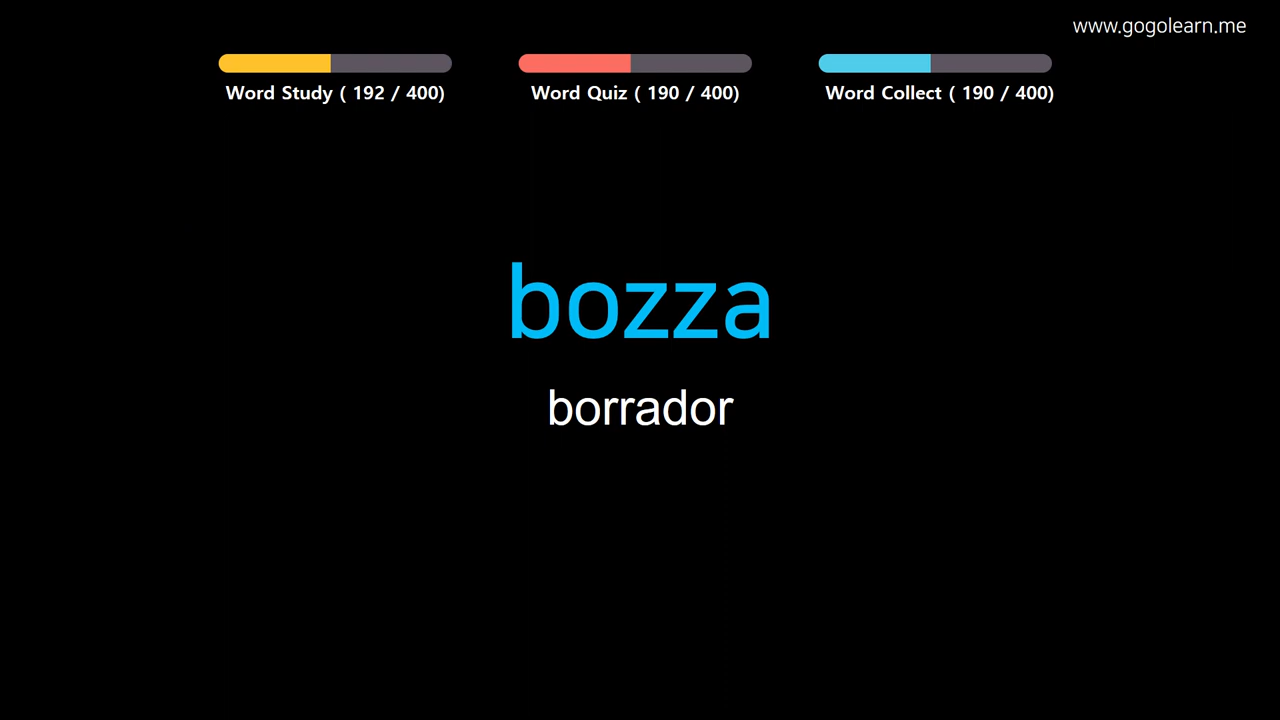 www.gogolearn.me
Word Study ( 192 / 400)
Word Quiz ( 190 / 400)
Word Collect ( 190 / 400)
bozza
borrador